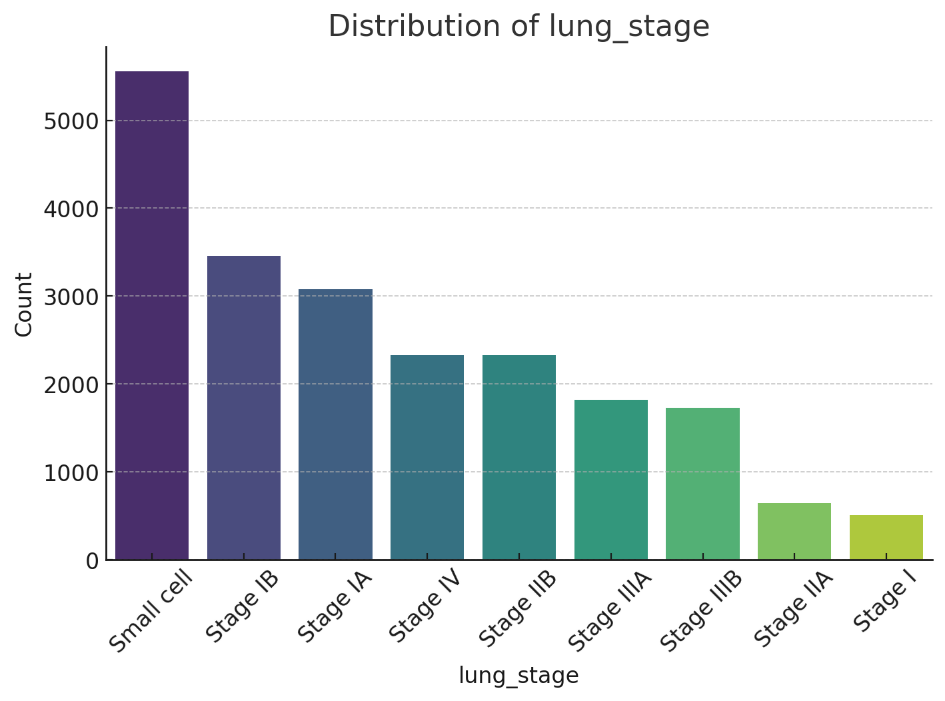 Distribution of lung_stage
Count
5000
4000
3000
2000
1000
0
Small cell
Stage IB
Stage IA
Stage IV
Stage IIB
Stage IIIA
Stage IIIB
Stage IIA
Stage I
lung_stage